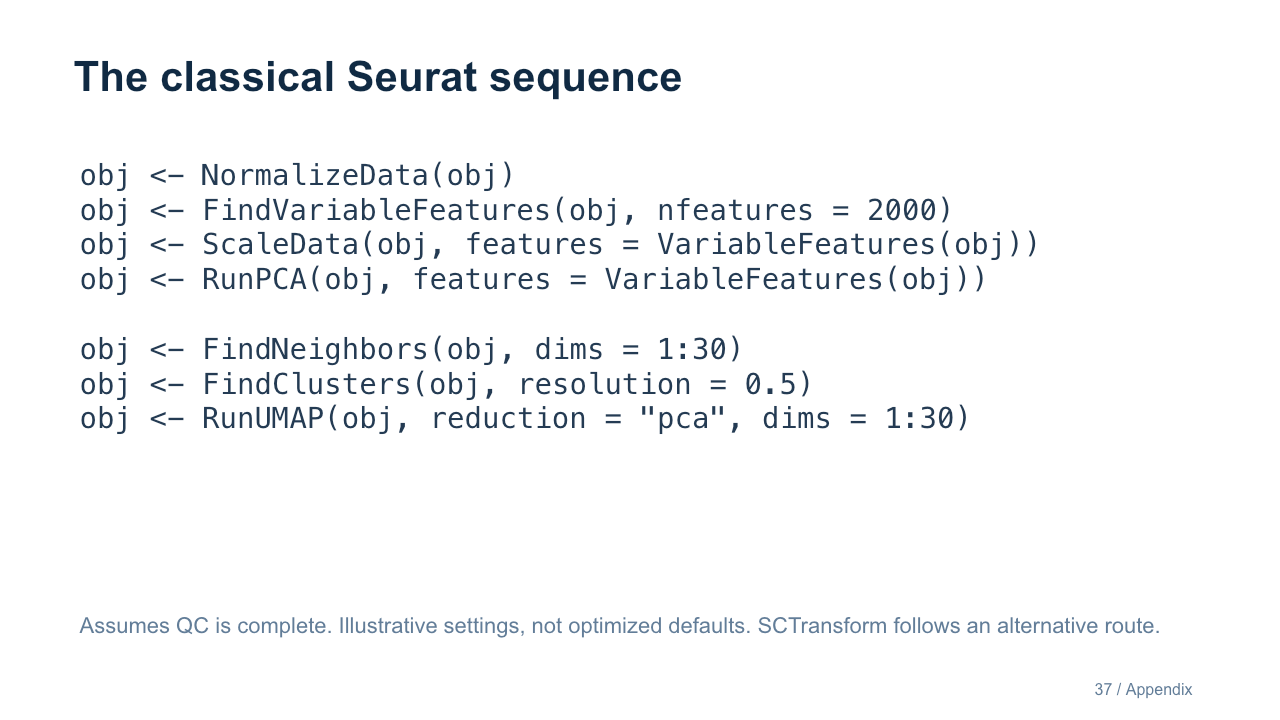 The classical Seurat sequence
obj <- NormalizeData(obj)
obj <- FindVariableFeatures(obj, nfeatures = 2000)
obj <- ScaleData(obj, features = VariableFeatures(obj))
obj <- RunPCA(obj, features = VariableFeatures(obj))
obj <- FindNeighbors(obj, dims = 1:30)
obj <- FindClusters(obj, resolution = 0.5)
obj <- RunUMAP(obj, reduction = "pca", dims = 1:30)
Assumes QC is complete. Illustrative settings, not optimized defaults. SCTransform follows an alternative route.
37 / Appendix